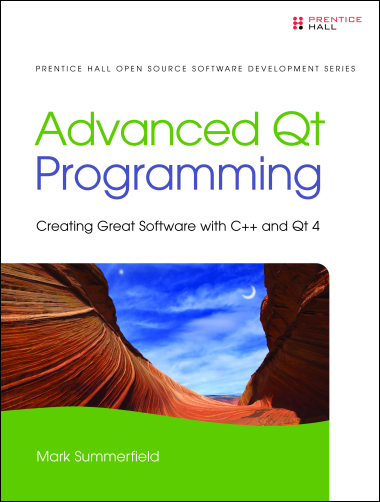 PRENTICE
HALL
PRENTICE HALL OPEN SOURCE SOFTWARE DEVELOPMENT SERIES
Advanced Qt
Programming
Creating Great Software with C++ and Qt 4
Mark Summerfield